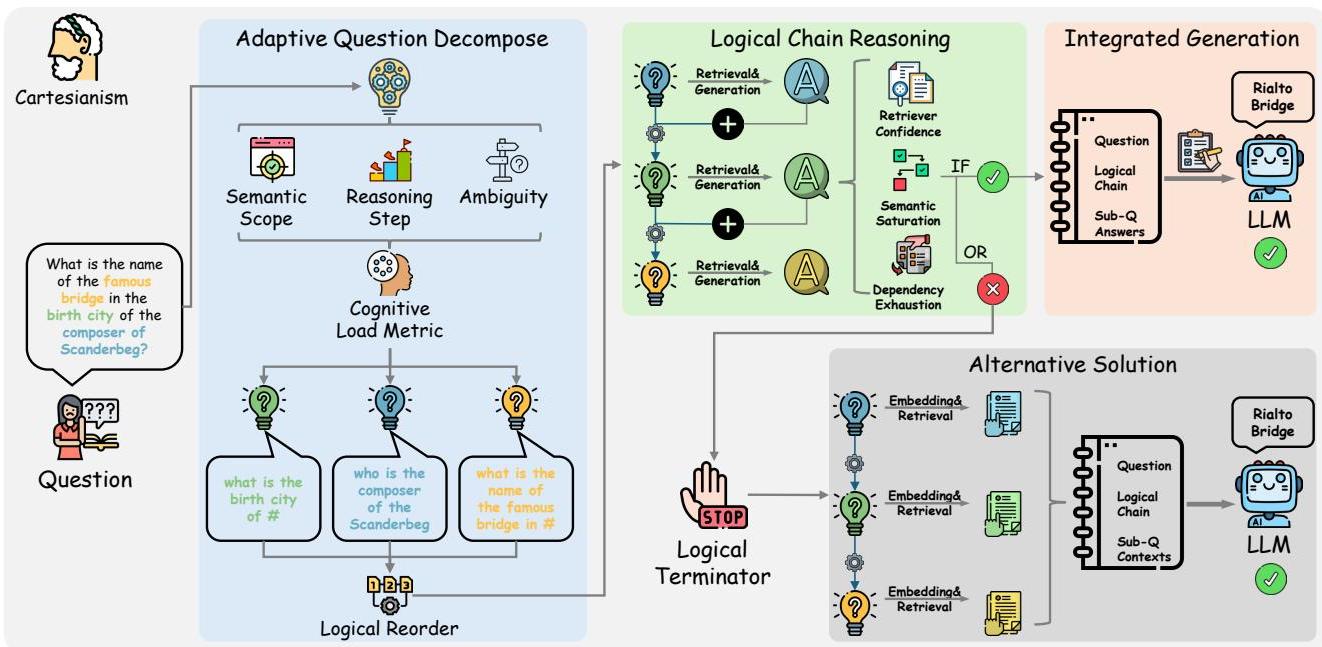 Cartesianism
What is the name
of the famous
bridge in the
birth city of the
composer of
Scanderbeg?
???
Question
Adaptive Question Decompose
Semantic
Scope
Reasoning
Step
Ambiguity
Cognitive
Load Metric
what is the
birth city
of #
who is the
composer
of the
Scanderbeg
what is the
name of
the famous
bridge in #
1 2 3
Logical Reorder
Logical Chain Reasoning
Retrieval&
Generation
A
Retrieval&
Generation
A
Retrieval&
Generation
A
Retriever
Confidence
Semantic
Saturation
Dependency
Exhaustion
IF
OR
Integrated Generation
Question
Logical
Chain
Sub-Q
Answers
Rialto
Bridge
AI
LLM
STOP
Logical
Terminator
Alternative Solution
Embedding&
Retrieval
Embedding&
Retrieval
Embedding&
Retrieval
Question
Logical
Chain
Sub-Q
Contexts
Rialto
Bridge
AI
LLM